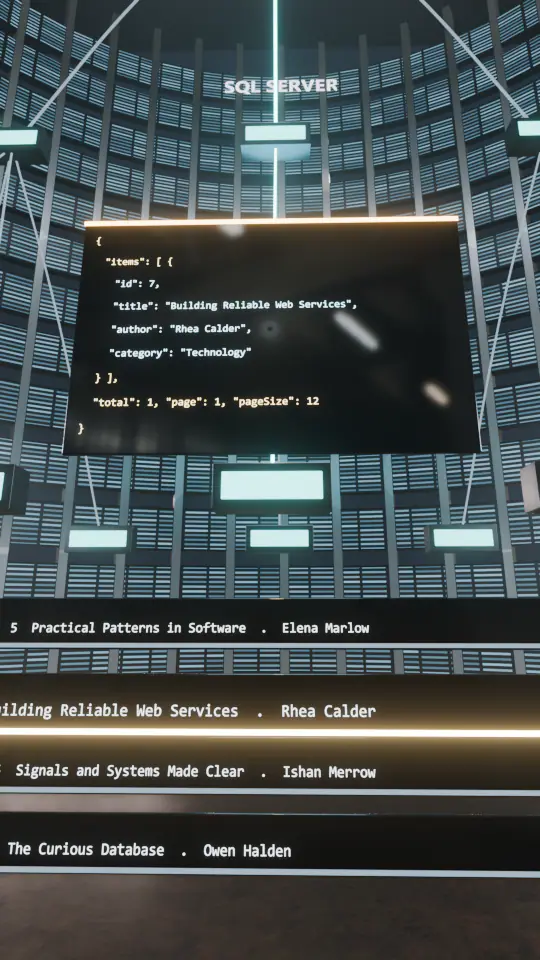 SQL SERVER
{
"items": [ {
"id": 7,
"title": "Building Reliable Web Services",
"author": "Rhea Calder",
"category": "Technology"
} ],
"total": 1, "page": 1, "pageSize": 12
}
5 Practical Patterns in Software . Elena Marlow
Reliable Web Services . Rhea Calder
Signals and Systems Made Clear . Ishan Merrow
The Curious Database . Owen Halden